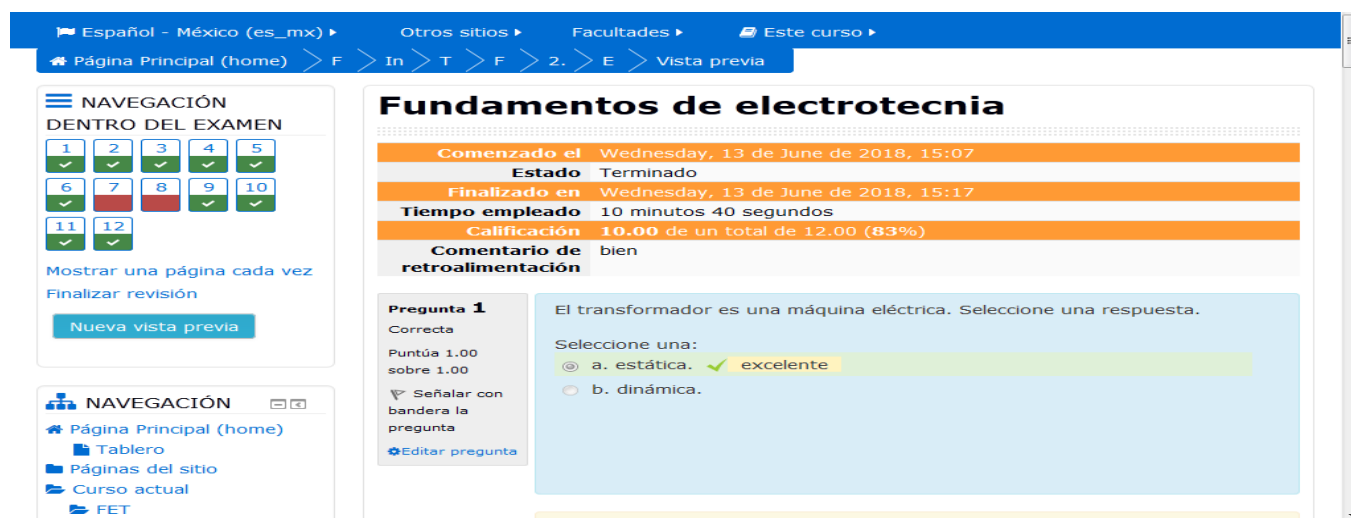 Español - México (es_mx) Otros sitios Facultades Este curso
Página Principal (home) F In T F 2. E Vista previa
NAVEGACIÓN
DENTRO DEL EXAMEN
1 2 3 4 5
6 7 8 9 10
11 12
Mostrar una página cada vez
Finalizar revisión
Nueva vista previa
NAVEGACIÓN
Página Principal (home)
Tablero
Páginas del sitio
Curso actual
FET
Fundamentos de electrotecnia
Comenzado el Wednesday, 13 de June de 2018, 15:07
Estado Terminado
Finalizado en Wednesday, 13 de June de 2018, 15:17
Tiempo empleado 10 minutos 40 segundos
Calificación 10.00 de un total de 12.00 (83%)
Comentario de bien
retroalimentación
Pregunta 1
Correcta
Puntúa 1.00
sobre 1.00
Señalar con
bandera la
pregunta
Editar pregunta
El transformador es una máquina eléctrica. Seleccione una respuesta.
Seleccione una:
a. estática. excelente
b. dinámica.